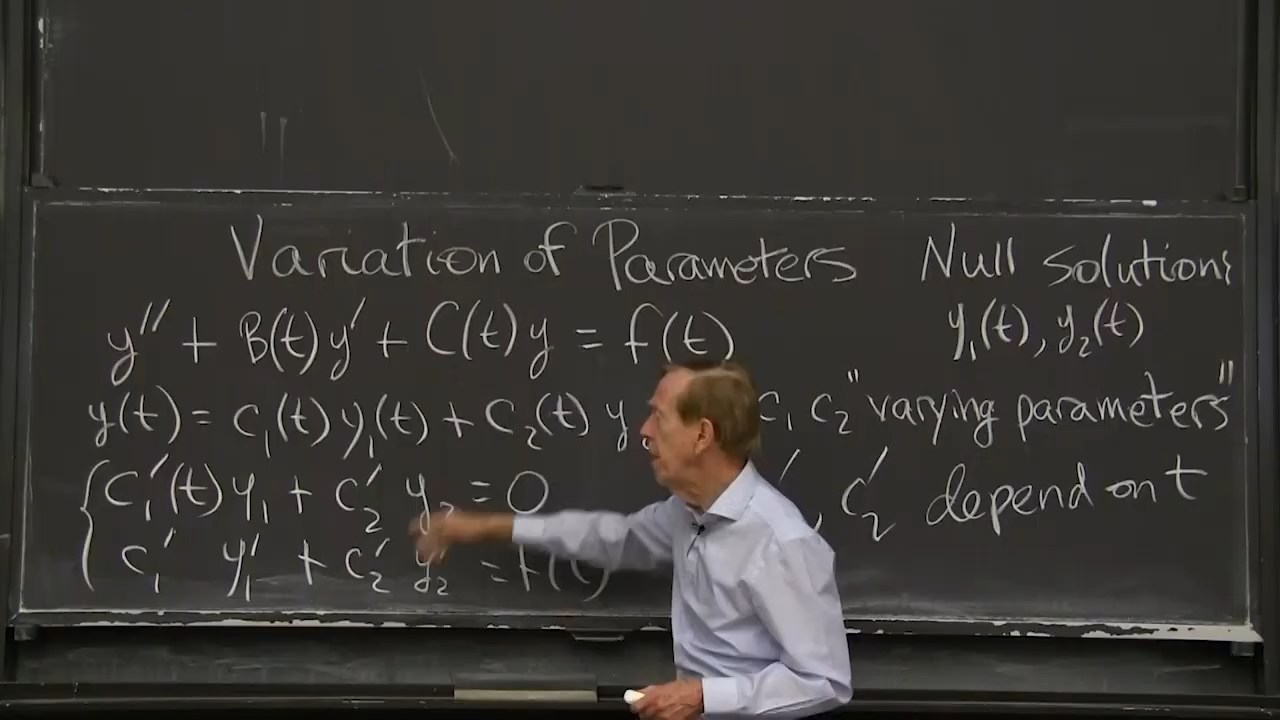 Variation of Parameters
Null solutions
y'' + B(t)y' + C(t)y = f(t)
y₁(t), y₂(t)
y(t) = c₁(t)y₁(t) + c₂(t) y
c₁ c₂ "varying parameters"
c₁'(t)y₁ + c₂' y₂ = 0
', c₂' depend on t
c₁' y₁' + c₂' y₂ = f(t)